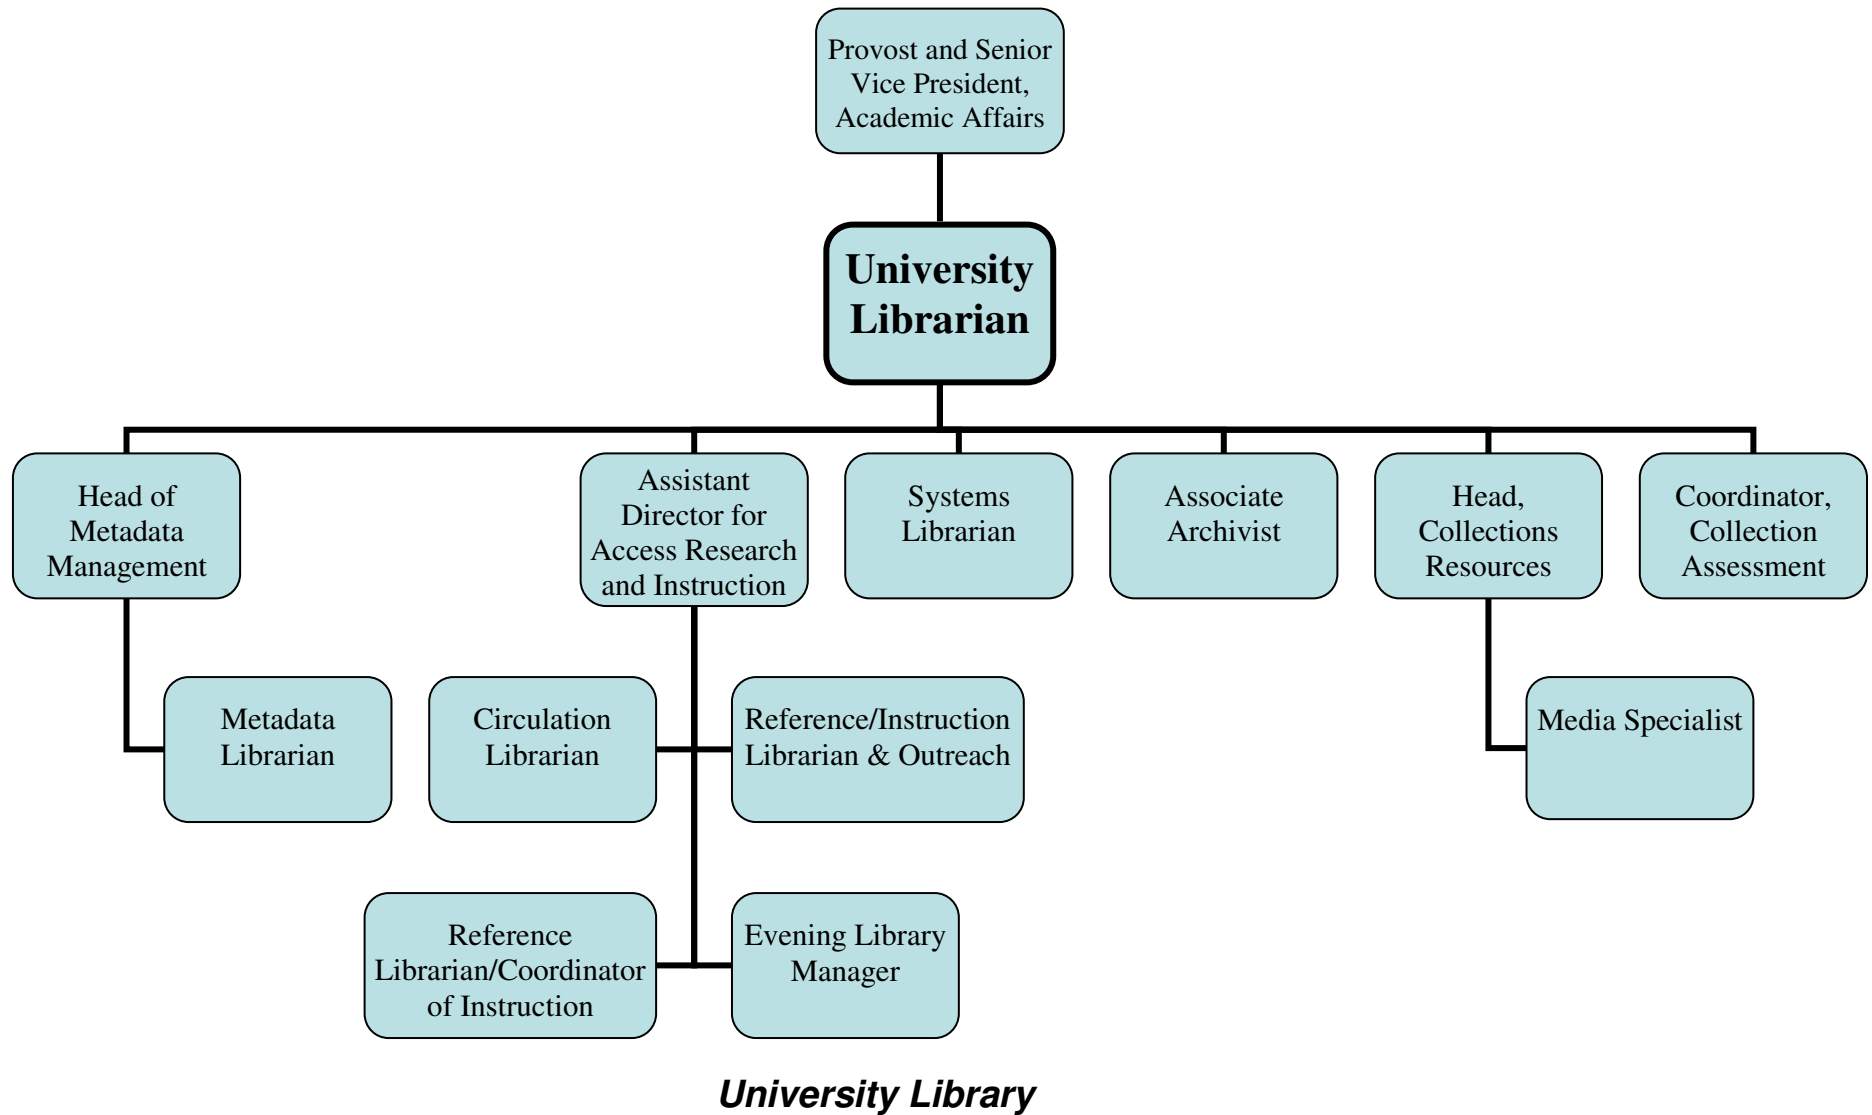 Provost and Senior
Vice President,
Academic Affairs
University
Librarian
Head of
Metadata
Management
Assistant
Director for
Access Research
and Instruction
Systems
Librarian
Associate
Archivist
Head,
Collections
Resources
Coordinator,
Collection
Assessment
Metadata
Librarian
Circulation
Librarian
Reference/Instruction
Librarian & Outreach
Media Specialist
Reference
Librarian/Coordinator
of Instruction
Evening Library
Manager
University Library